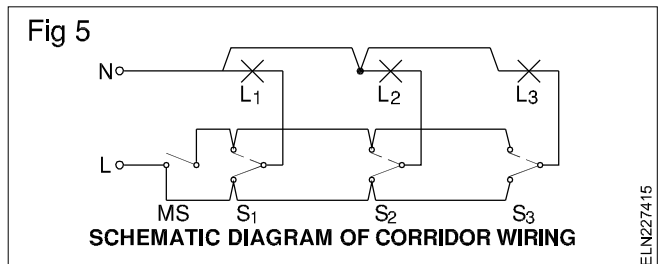 Fig 5
N
L₁ L₂ L₃
L
MS S₁ S₂ S₃
SCHEMATIC DIAGRAM OF CORRIDOR WIRING
ELN227415